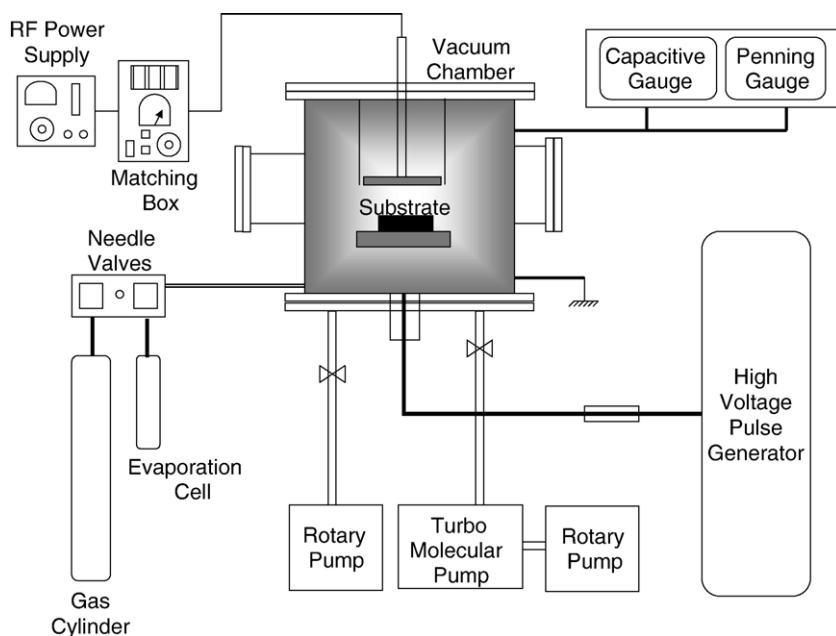 RF Power
Supply
Matching
Box
Vacuum
Chamber
Capacitive
Gauge
Penning
Gauge
Substrate
Needle
Valves
Evaporation
Cell
Gas
Cylinder
Rotary
Pump
Turbo
Molecular
Pump
Rotary
Pump
High
Voltage
Pulse
Generator